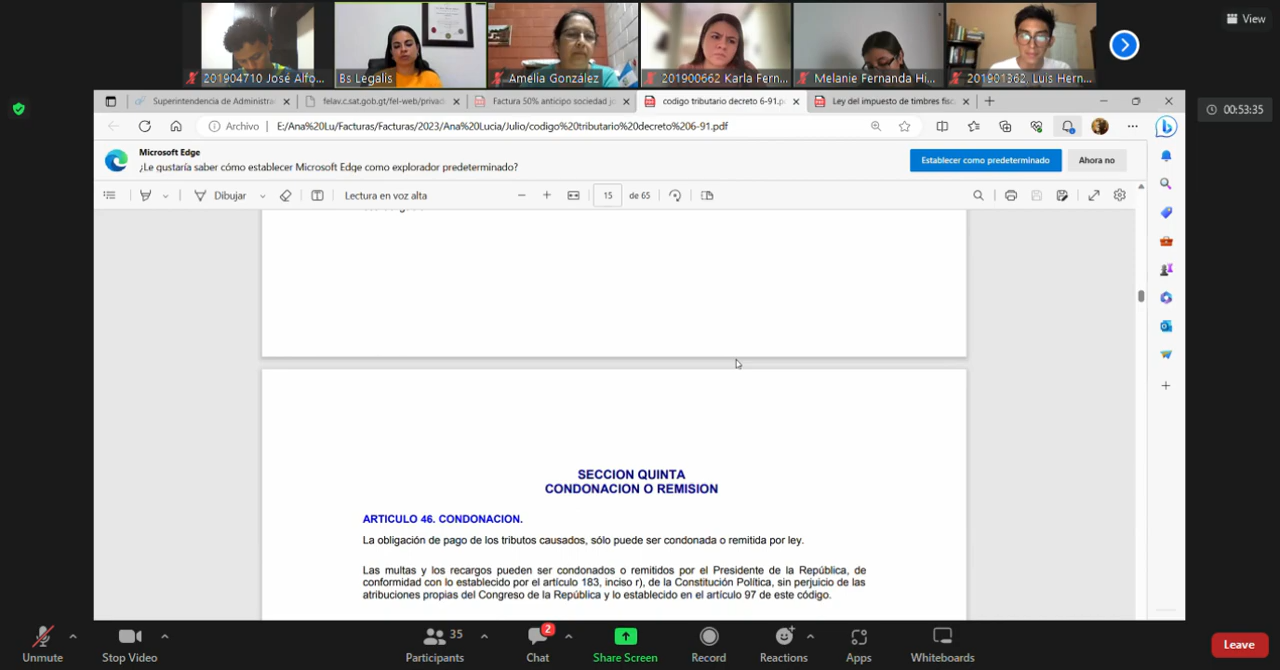 View
201904710 José Alfo...
Bs Legalis
Amelia González
201900662 Karla Fern...
Melanie Fernanda Hi...
201901362, Luis Hern...
00:53:35
Superintendencia de Administra
felav.c.sat.gob.gt/fel-web/privad
Factura 50% anticipo sociedad jo
codigo tributario decreto 6-91.p
Ley del impuesto de timbres fisc
Archivo
E:/Ana%20Lu/Facturas/Facturas/2023/Ana%20Lucia/Julio/codigo%20tributario%20decreto%206-91.pdf
Microsoft Edge
¿Le gustaría saber cómo establecer Microsoft Edge como explorador predeterminado?
Establecer como predeterminado
Ahora no
Dibujar
Lectura en voz alta
15 de 65
SECCION QUINTA
CONDONACION O REMISION
ARTICULO 46. CONDONACION.
La obligación de pago de los tributos causados, sólo puede ser condonada o remitida por ley.
Las multas y los recargos pueden ser condonados o remitidos por el Presidente de la República, de
conformidad con lo establecido por el artículo 183, inciso r), de la Constitución Política, sin perjuicio de las
atribuciones propias del Congreso de la República y lo establecido en el artículo 97 de este código.
Unmute
Stop Video
35
Participants
2
Chat
Share Screen
Record
Reactions
Apps
Whiteboards
Leave